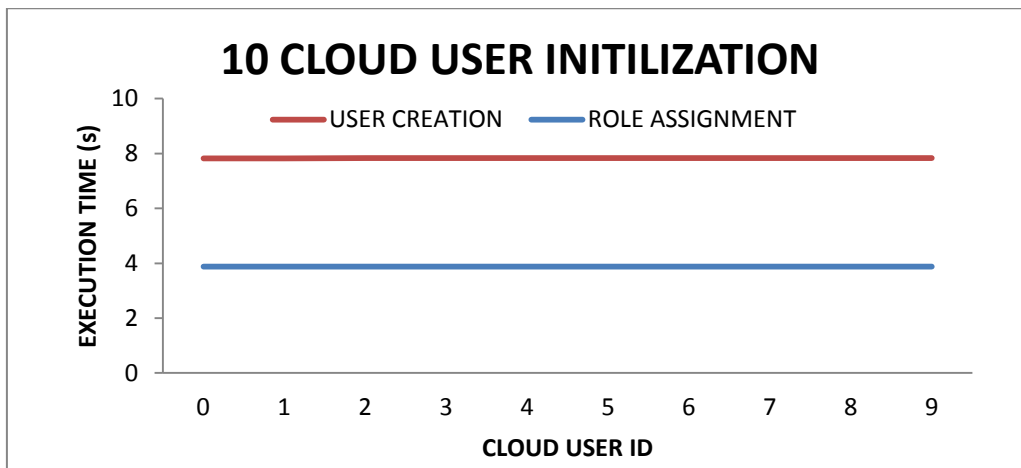 10 CLOUD USER INITILIZATION
USER CREATION ROLE ASSIGNMENT
EXECUTION TIME (s)
10
8
6
4
2
0
0 1 2 3 4 5 6 7 8 9
CLOUD USER ID